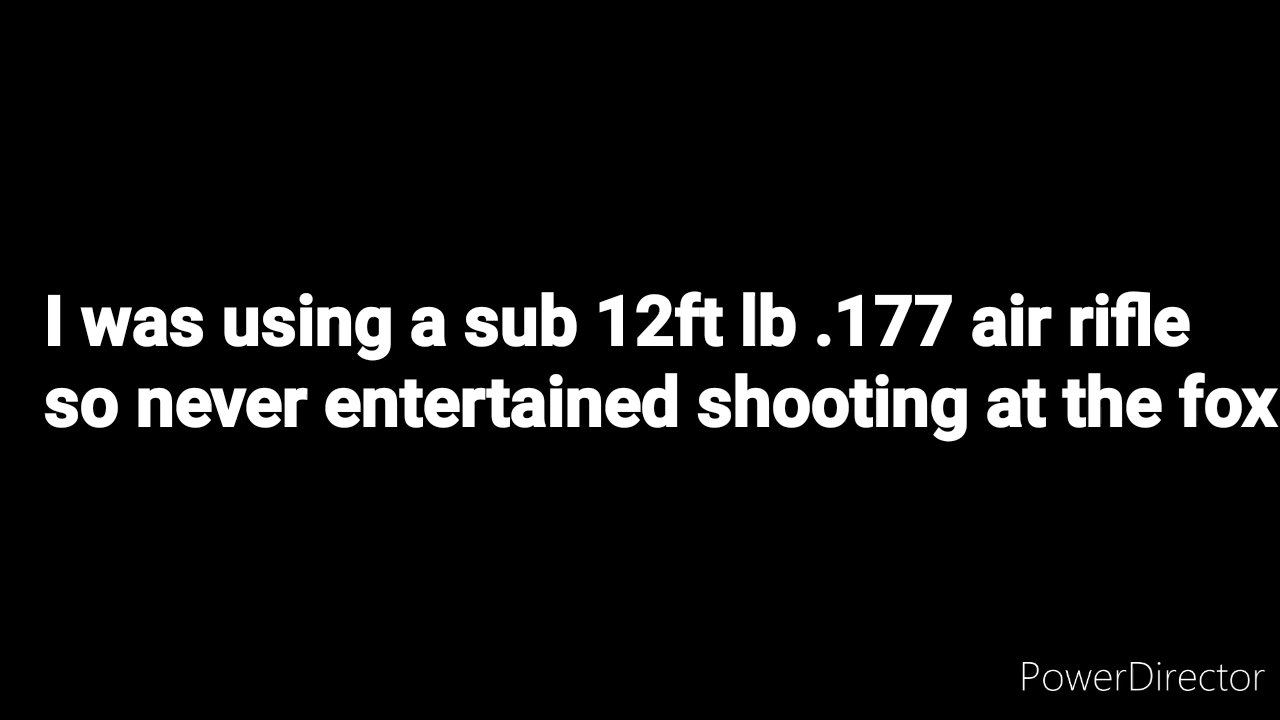 I was using a sub 12ft lb .177 air rifle
so never entertained shooting at the fox
PowerDirector